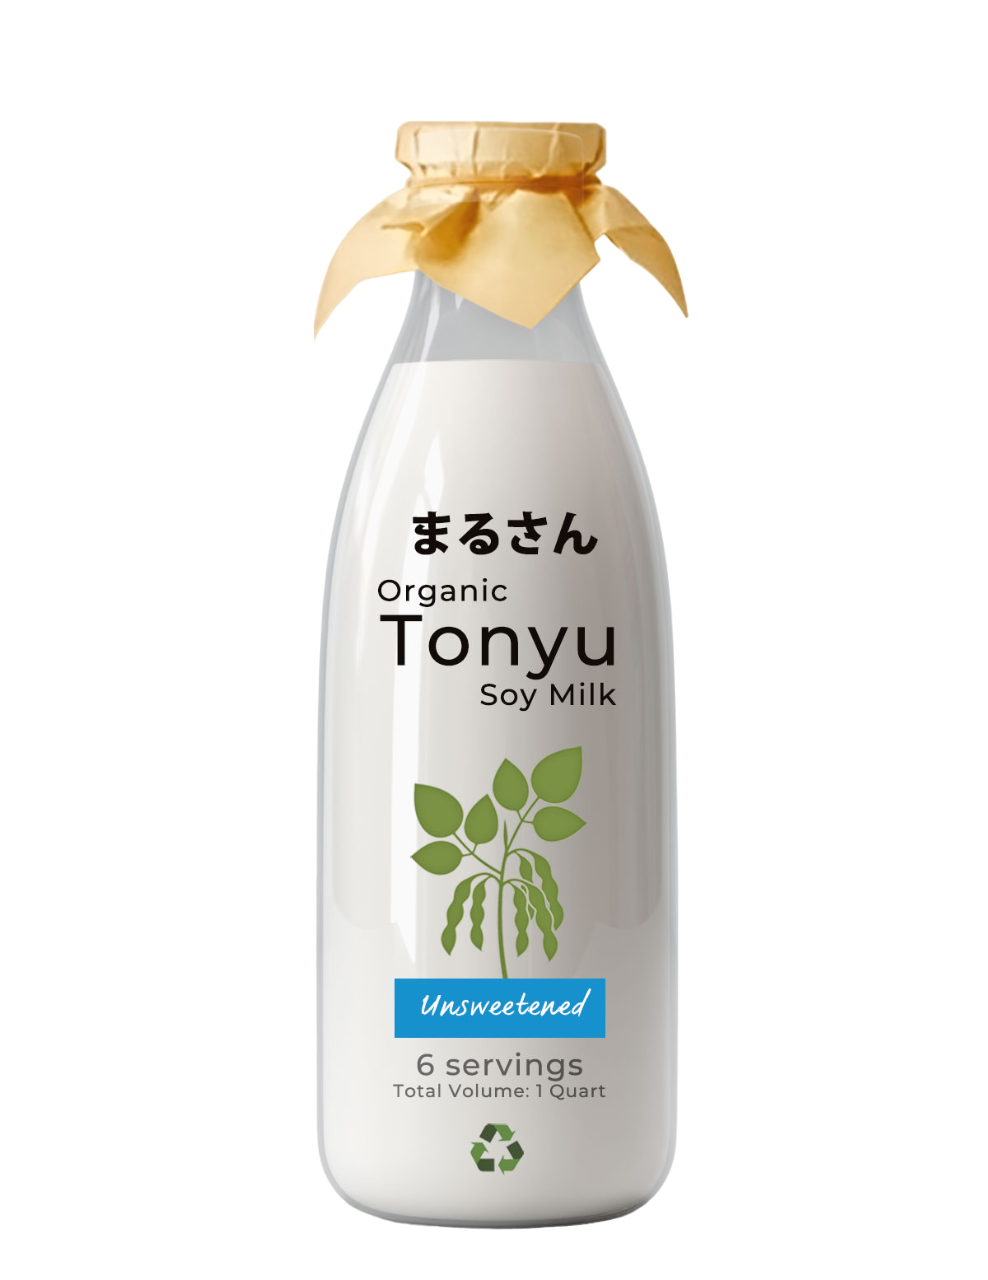 まるさん
Organic
Tonyu
Soy Milk
Unsweetened
6 servings
Total Volume: 1 Quart